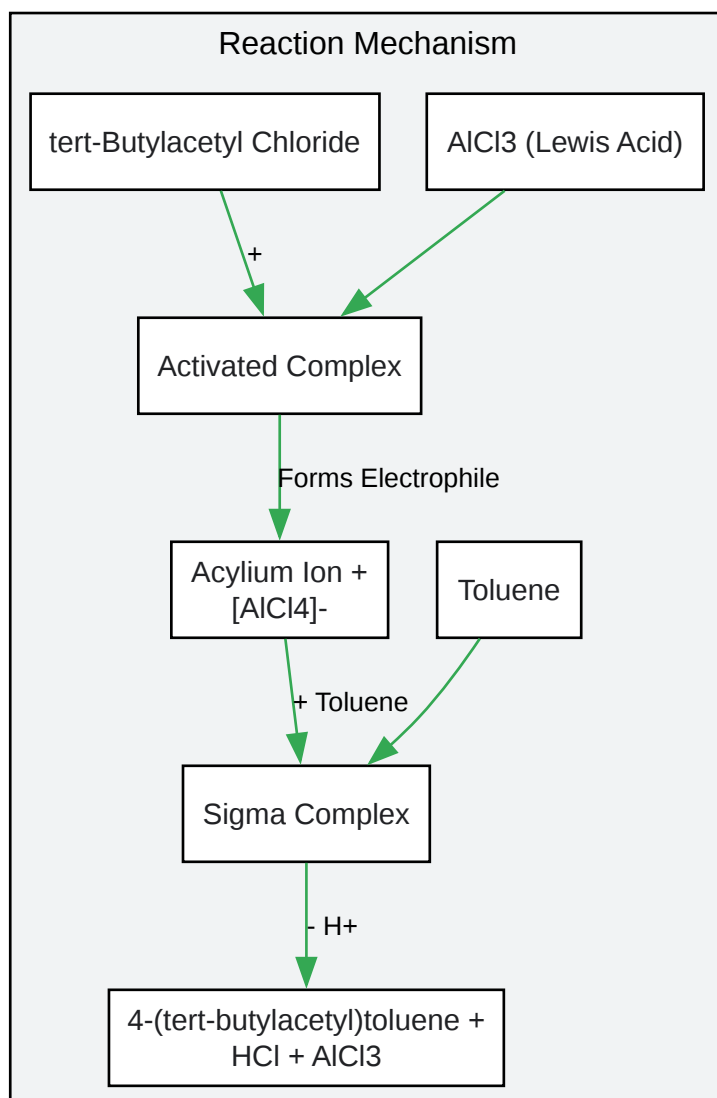 Reaction Mechanism
tert-Butylacetyl Chloride
AlCl3 (Lewis Acid)
+
Activated Complex
Forms Electrophile
Acylium Ion +
[AlCl4]-
Toluene
+ Toluene
Sigma Complex
- H+
4-(tert-butylacetyl)toluene +
HCl + AlCl3